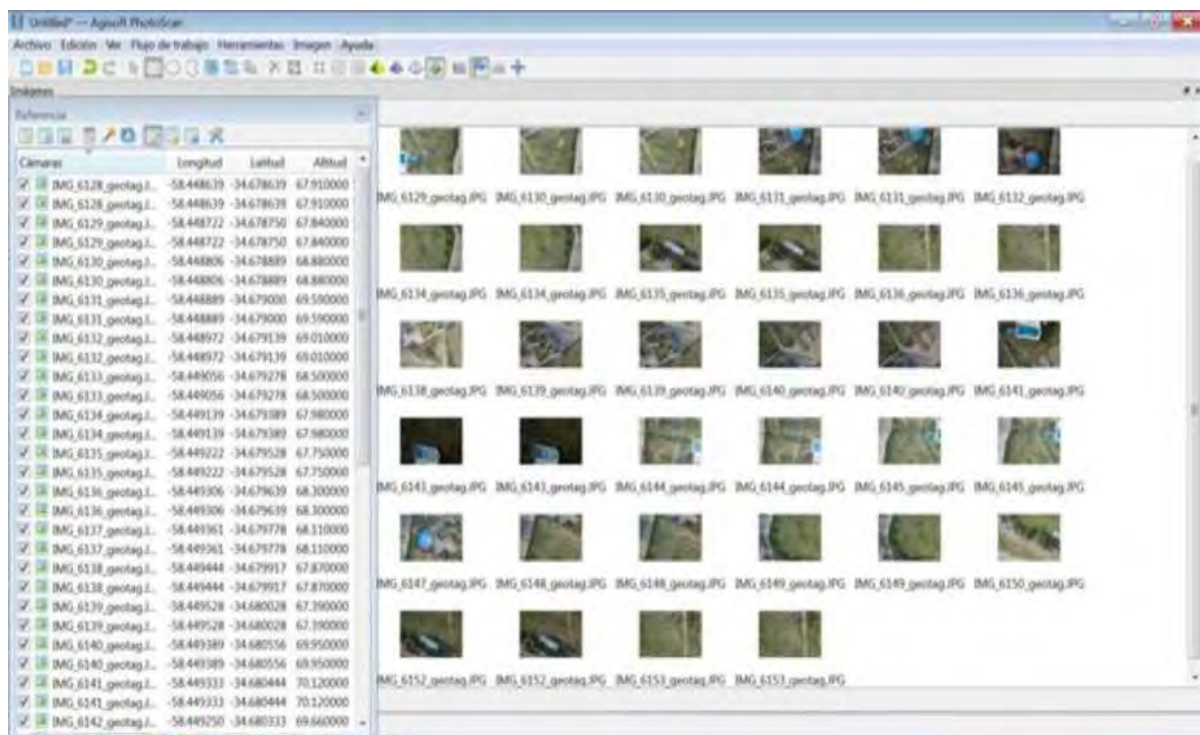 Untitled* — Agisoft PhotoScan
Archivo Edición Ver Flujo de trabajo Herramientas Imagen Ayuda
Imágenes
Referencia
Cámaras Longitud Latitud Altitud
IMG_6128_geotag.J... -58.448639 -34.678639 67.910000
IMG_6128_geotag.J... -58.448639 -34.678639 67.910000
IMG_6129_geotag.J... -58.448722 -34.678750 67.840000
IMG_6129_geotag.J... -58.448722 -34.678750 67.840000
IMG_6130_geotag.J... -58.448806 -34.678889 68.880000
IMG_6130_geotag.J... -58.448806 -34.678889 68.880000
IMG_6131_geotag.J... -58.448889 -34.679000 69.590000
IMG_6131_geotag.J... -58.448889 -34.679000 69.590000
IMG_6132_geotag.J... -58.448972 -34.679139 69.010000
IMG_6132_geotag.J... -58.448972 -34.679139 69.010000
IMG_6133_geotag.J... -58.449056 -34.679278 68.500000
IMG_6133_geotag.J... -58.449056 -34.679278 68.500000
IMG_6134_geotag.J... -58.449139 -34.679389 67.980000
IMG_6134_geotag.J... -58.449139 -34.679389 67.980000
IMG_6135_geotag.J... -58.449222 -34.679528 67.750000
IMG_6135_geotag.J... -58.449222 -34.679528 67.750000
IMG_6136_geotag.J... -58.449306 -34.679639 68.300000
IMG_6136_geotag.J... -58.449306 -34.679639 68.300000
IMG_6137_geotag.J... -58.449361 -34.679778 68.110000
IMG_6137_geotag.J... -58.449361 -34.679778 68.110000
IMG_6138_geotag.J... -58.449444 -34.679917 67.870000
IMG_6138_geotag.J... -58.449444 -34.679917 67.870000
IMG_6139_geotag.J... -58.449528 -34.680028 67.390000
IMG_6139_geotag.J... -58.449528 -34.680028 67.390000
IMG_6140_geotag.J... -58.449389 -34.680556 69.950000
IMG_6140_geotag.J... -58.449389 -34.680556 69.950000
IMG_6141_geotag.J... -58.449333 -34.680444 70.120000
IMG_6141_geotag.J... -58.449333 -34.680444 70.120000
IMG_6142_geotag.J... -58.449250 -34.680333 69.660000
IMG_6129_geotag.JPG IMG_6130_geotag.JPG IMG_6130_geotag.JPG IMG_6131_geotag.JPG IMG_6131_geotag.JPG IMG_6132_geotag.JPG
IMG_6134_geotag.JPG IMG_6134_geotag.JPG IMG_6135_geotag.JPG IMG_6135_geotag.JPG IMG_6136_geotag.JPG IMG_6136_geotag.JPG
IMG_6138_geotag.JPG IMG_6139_geotag.JPG IMG_6139_geotag.JPG IMG_6140_geotag.JPG IMG_6140_geotag.JPG IMG_6141_geotag.JPG
IMG_6143_geotag.JPG IMG_6143_geotag.JPG IMG_6144_geotag.JPG IMG_6144_geotag.JPG IMG_6145_geotag.JPG IMG_6145_geotag.JPG
IMG_6147_geotag.JPG IMG_6148_geotag.JPG IMG_6148_geotag.JPG IMG_6149_geotag.JPG IMG_6149_geotag.JPG IMG_6150_geotag.JPG
IMG_6152_geotag.JPG IMG_6152_geotag.JPG IMG_6153_geotag.JPG IMG_6153_geotag.JPG